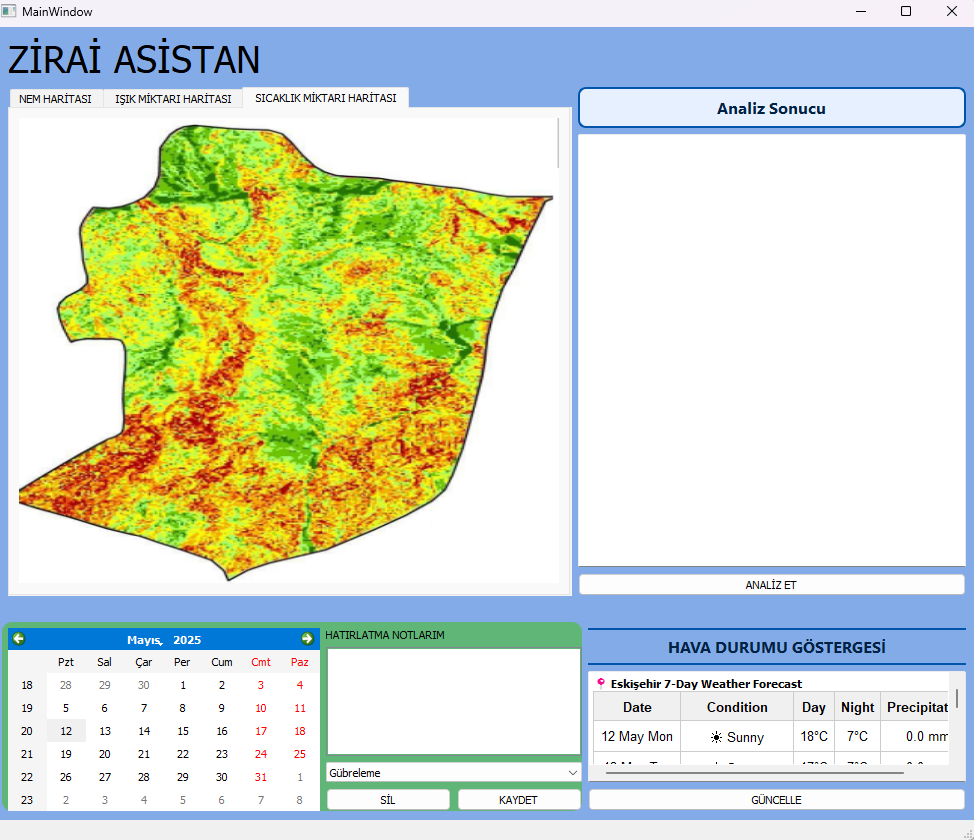 MainWindow
ZİRAİ ASİSTAN
NEM HARİTASI IŞIK MİKTARI HARİTASI SICAKLIK MİKTARI HARİTASI
Analiz Sonucu
ANALİZ ET
Mayıs, 2025
Pzt Sal Çar Per Cum Cmt Paz
18 28 29 30 1 2 3 4
19 5 6 7 8 9 10 11
20 12 13 14 15 16 17 18
21 19 20 21 22 23 24 25
22 26 27 28 29 30 31 1
23 2 3 4 5 6 7 8
HATIRLATMA NOTLARIM
Gübreleme
SİL KAYDET
HAVA DURUMU GÖSTERGESİ
Eskişehir 7-Day Weather Forecast
Date Condition Day Night Precipitat
12 May Mon Sunny 18°C 7°C 0.0 mm
GÜNCELLE